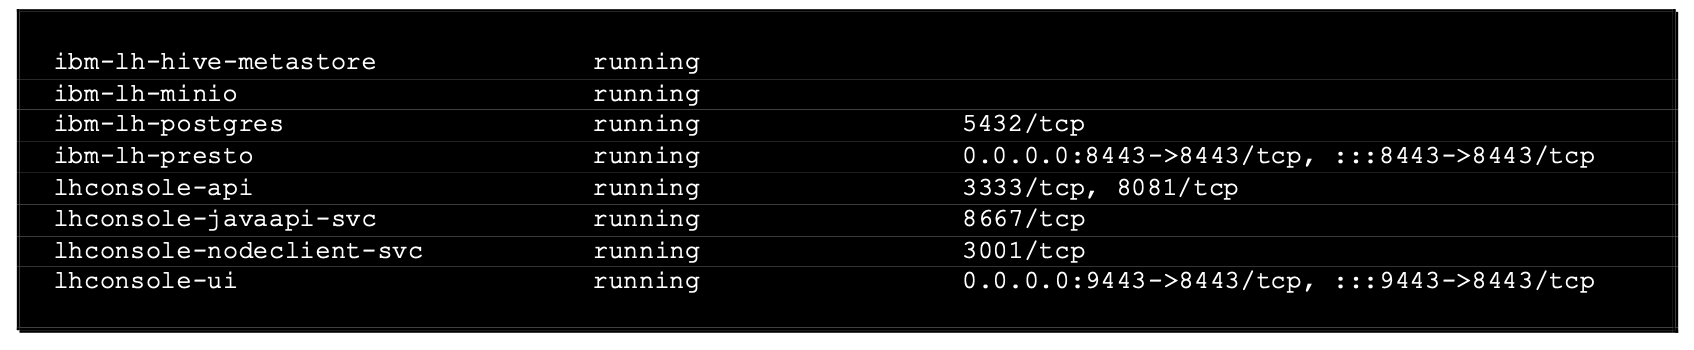 ibm-lh-hive-metastore running
ibm-lh-minio running
ibm-lh-postgres running 5432/tcp
ibm-lh-presto running 0.0.0.0:8443->8443/tcp, :::8443->8443/tcp
lhconsole-api running 3333/tcp, 8081/tcp
lhconsole-javaapi-svc running 8667/tcp
lhconsole-nodeclient-svc running 3001/tcp
lhconsole-ui running 0.0.0.0:9443->8443/tcp, :::9443->8443/tcp